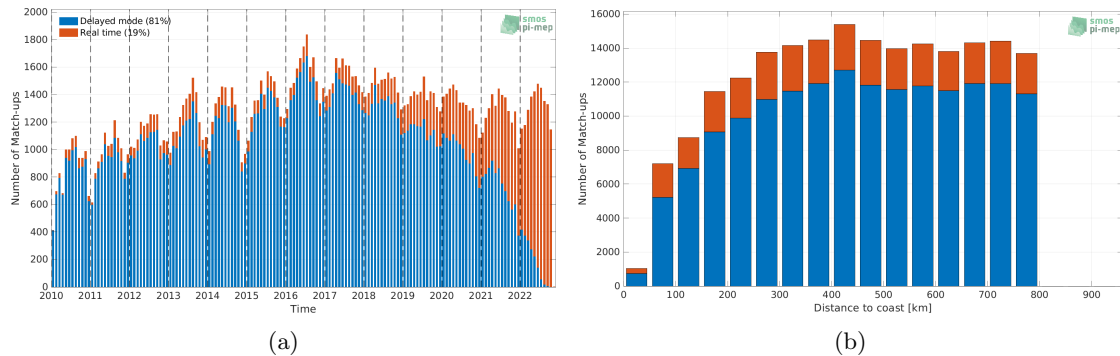 Delayed mode (81%)
Real time (19%)
smos
pi-mep
Number of Match-ups
2000
1800
1600
1400
1200
1000
800
600
400
200
0
2010 2011 2012 2013 2014 2015 2016 2017 2018 2019 2020 2021 2022
Time
(a)
smos
pi-mep
Number of Match-ups
16000
14000
12000
10000
8000
6000
4000
2000
0
0 100 200 300 400 500 600 700 800 900
Distance to coast [km]
(b)